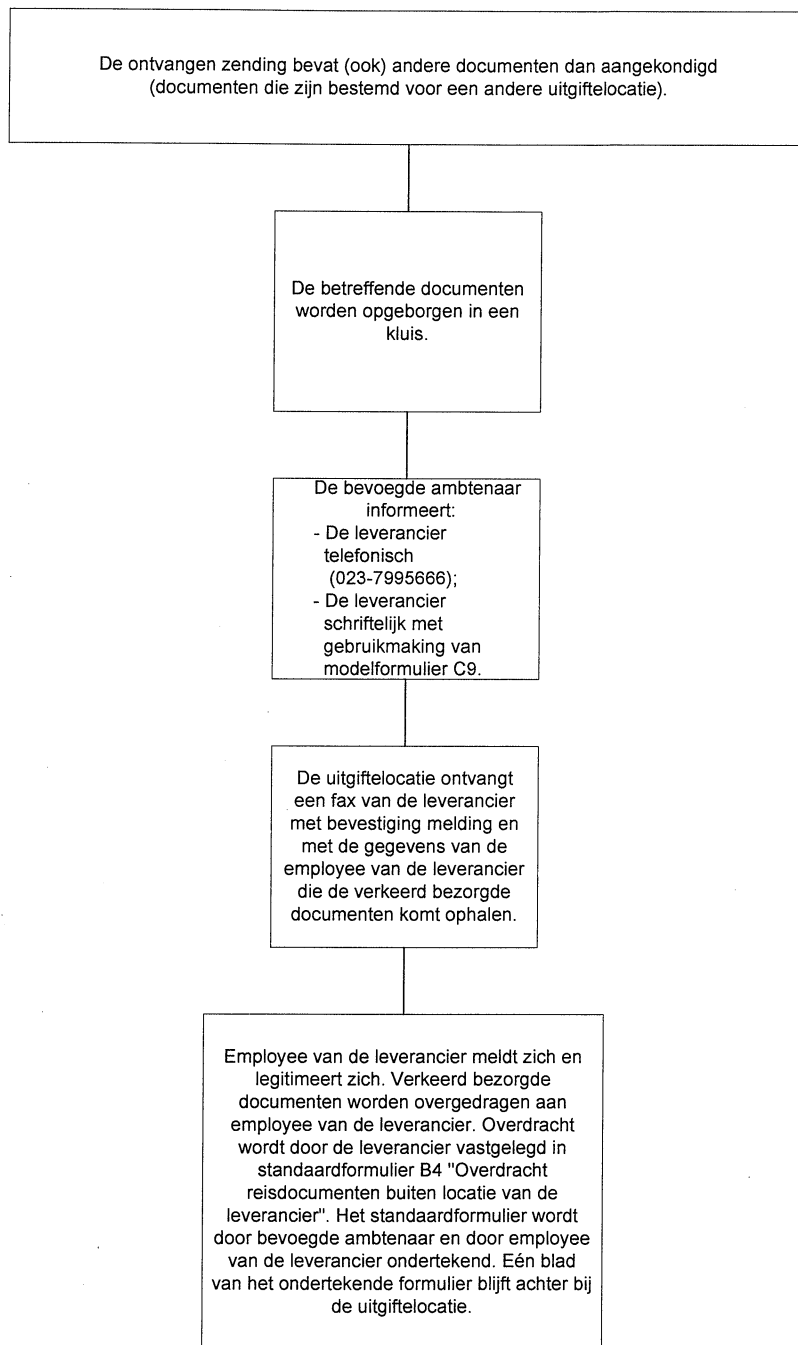 De ontvangen zending bevat (ook) andere documenten dan aangekondigd
(documenten die zijn bestemd voor een andere uitgiftelocatie).
De betreffende documenten
worden opgeborgen in een
kluis.
De bevoegde ambtenaar
informeert:
- De leverancier
telefonisch
(023-7995666);
- De leverancier
schriftelijk met
gebruikmaking van
modelformulier C9.
De uitgiftelocatie ontvangt
een fax van de leverancier
met bevestiging melding en
met de gegevens van de
employee van de leverancier
die de verkeerd bezorgde
documenten komt ophalen.
Employee van de leverancier meldt zich en
legitimeert zich. Verkeerd bezorgde
documenten worden overgedragen aan
employee van de leverancier. Overdracht
wordt door de leverancier vastgelegd in
standaardformulier B4 "Overdracht
reisdocumenten buiten locatie van de
leverancier". Het standaardformulier wordt
door bevoegde ambtenaar en door employee
van de leverancier ondertekend. Eén blad
van het ondertekende formulier blijft achter bij
de uitgiftelocatie.